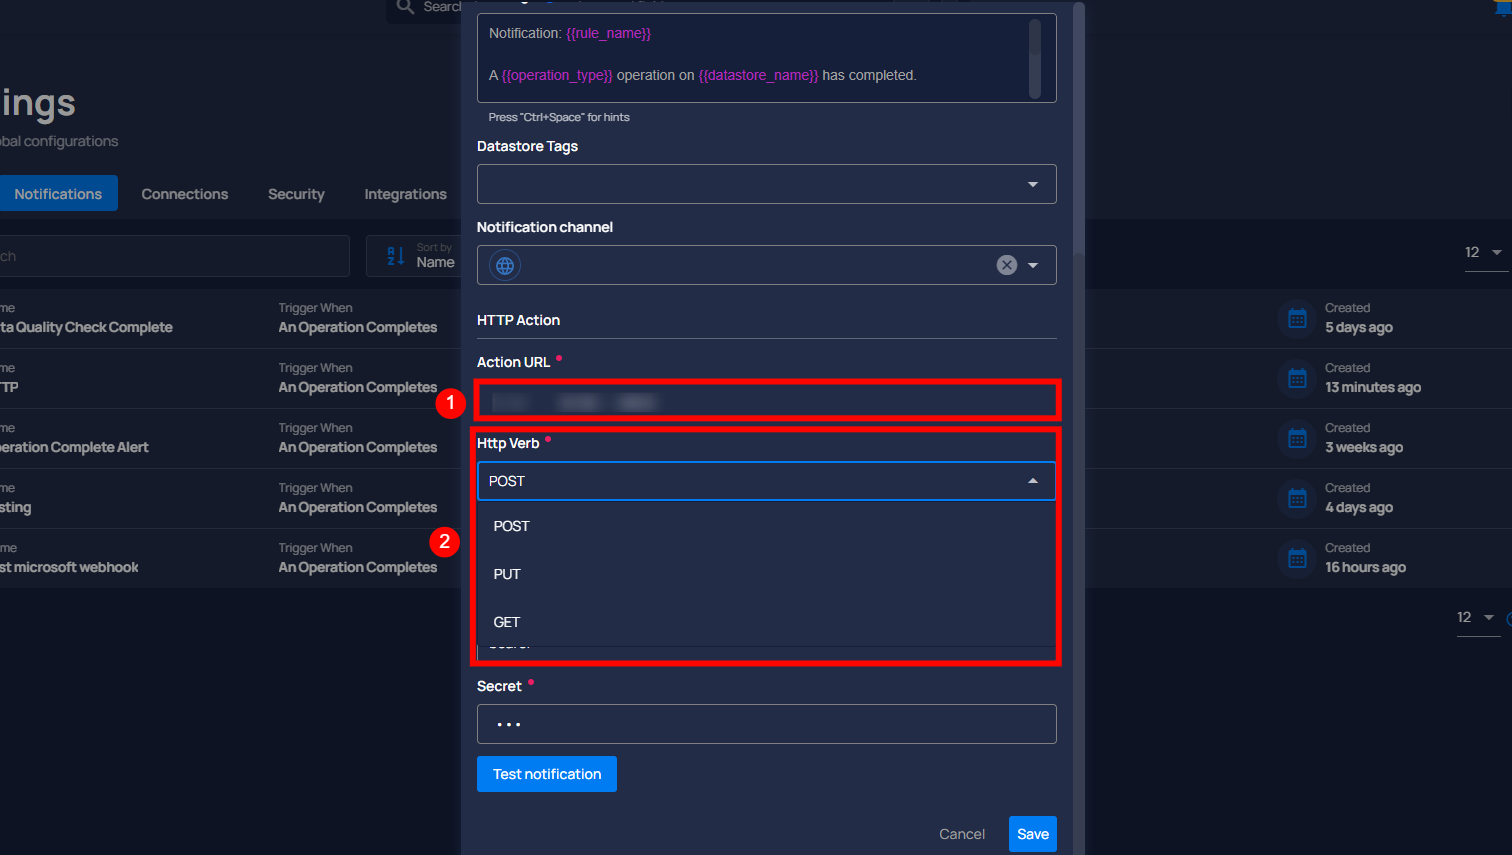 Search
Notification: {{rule_name}}
A {{operation_type}} operation on {{datastore_name}} has completed.
Press "Ctrl+Space" for hints
ings
bal configurations
Datastore Tags
Notifications
Connections
Security
Integrations
Notification channel
ch
Sort by
Name
12
HTTP Action
me
ta Quality Check Complete
Trigger When
An Operation Completes
Created
5 days ago
Action URL
me
TP
Trigger When
An Operation Completes
Created
13 minutes ago
1
Http Verb
me
eration Complete Alert
Trigger When
An Operation Completes
Created
3 weeks ago
POST
me
sting
Trigger When
An Operation Completes
Created
4 days ago
POST
2
me
st microsoft webhook
Trigger When
An Operation Completes
Created
16 hours ago
PUT
GET
12
Secret
Test notification
Cancel
Save